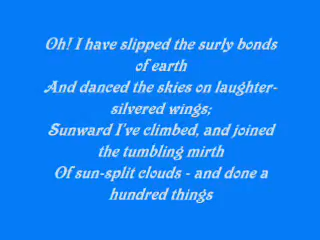 Oh! I have slipped the surly bonds
of earth
And danced the skies on laughter-
silvered wings;
Sunward I've climbed, and joined
the tumbling mirth
Of sun-split clouds - and done a
hundred things